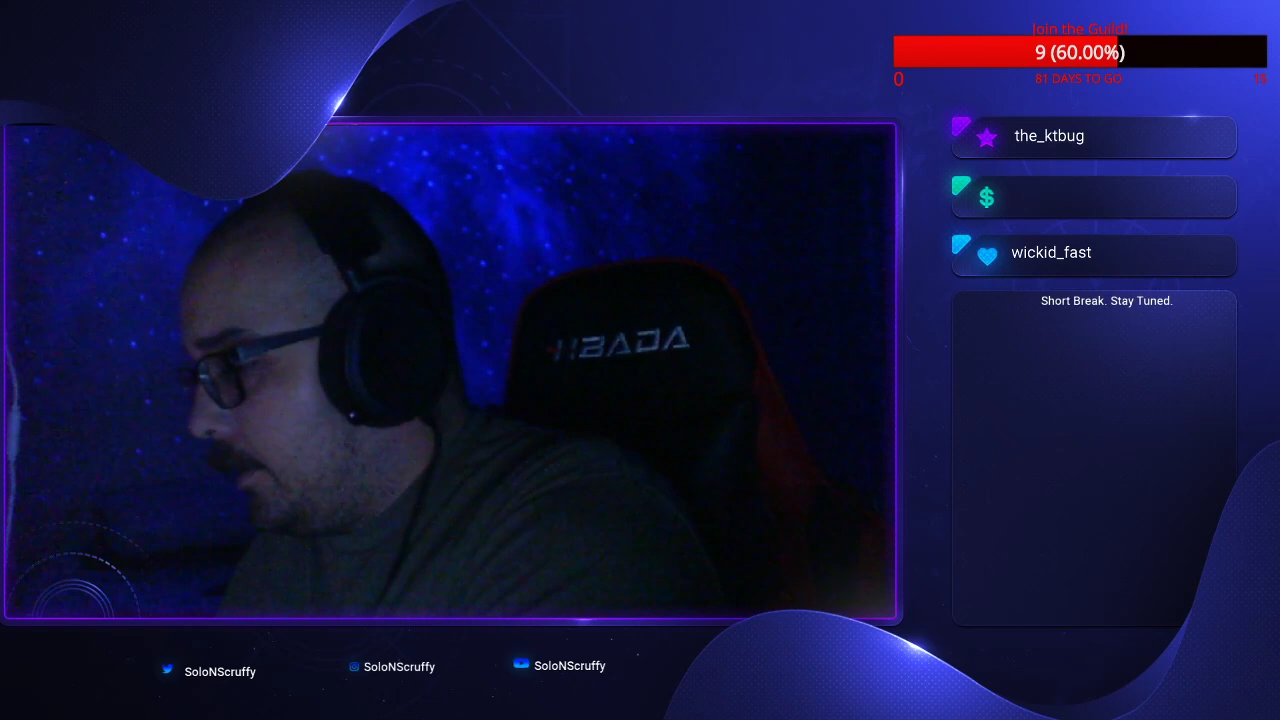 Join the Guild!
9 (60.00%)
0
81 DAYS TO GO
15
the_ktbug
$
wickid_fast
Short Break. Stay Tuned.
HBADA
SoloNScruffy
SoloNScruffy
SoloNScruffy